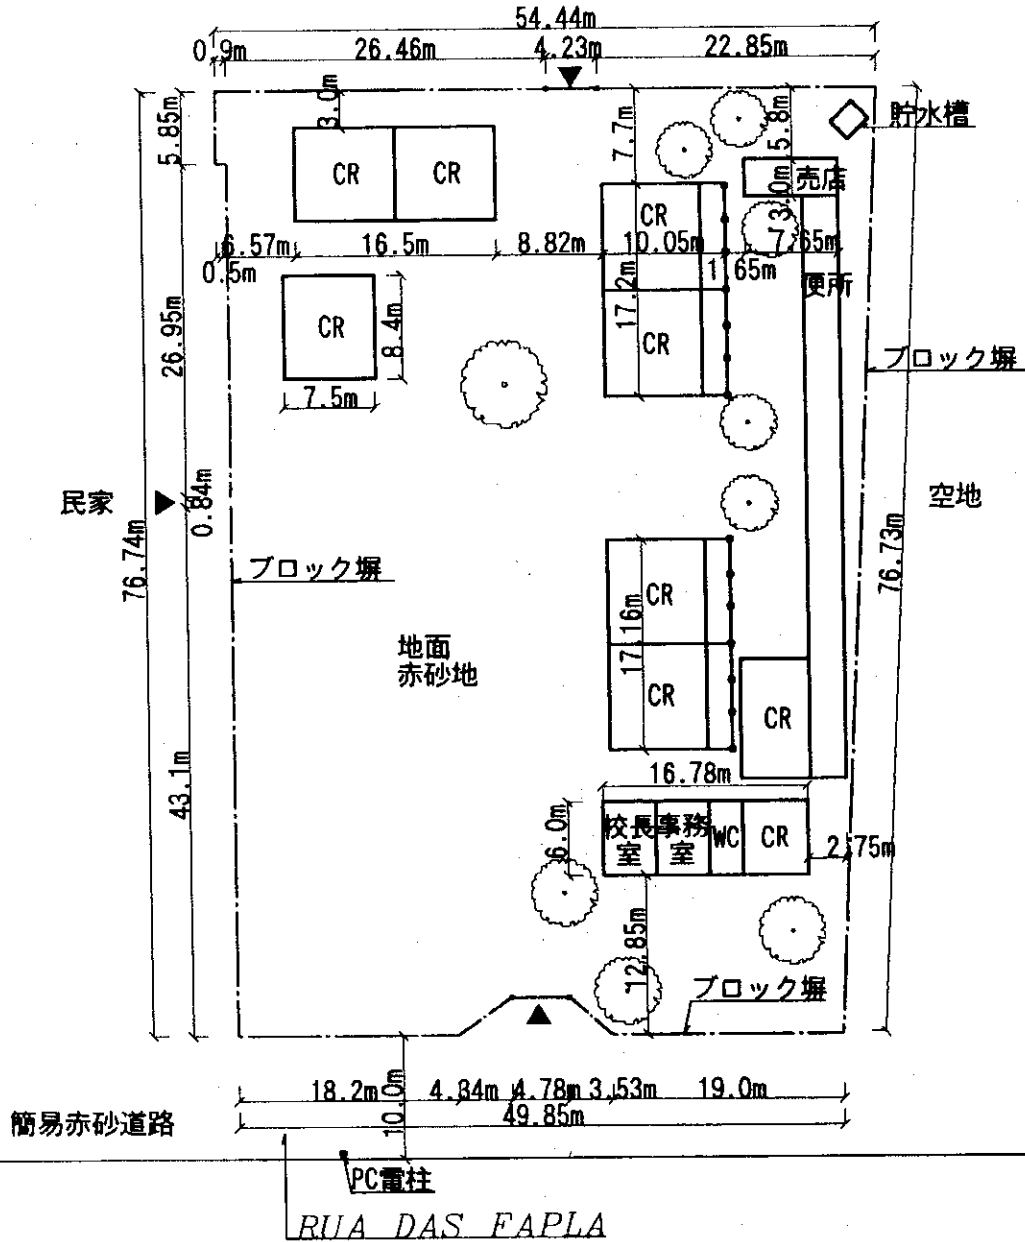 54.44m
0.9m 26.46m 4.23m 22.85m
3.0m
5.85m
7.7m
5.8m
貯水槽
CR CR
売店
3.0m
CR
6.57m 16.5m 8.82m 10.05m 7.65m
0.5m
1.65m
便所
26.95m
CR
8.4m
17.2m
CR
ブロック塀
7.5m
民家
0.84m
空地
76.74m
76.73m
ブロック塀
CR
17.16m
地面
赤砂地
CR
CR
43.1m
16.78m
6.0m
校長室
事務室
WC
CR
2.75m
12.85m
ブロック塀
18.2m 4.34m 4.78m 3.53m 19.0m
10.0m
49.85m
簡易赤砂道路
PC電柱
RUA DAS FAPLA